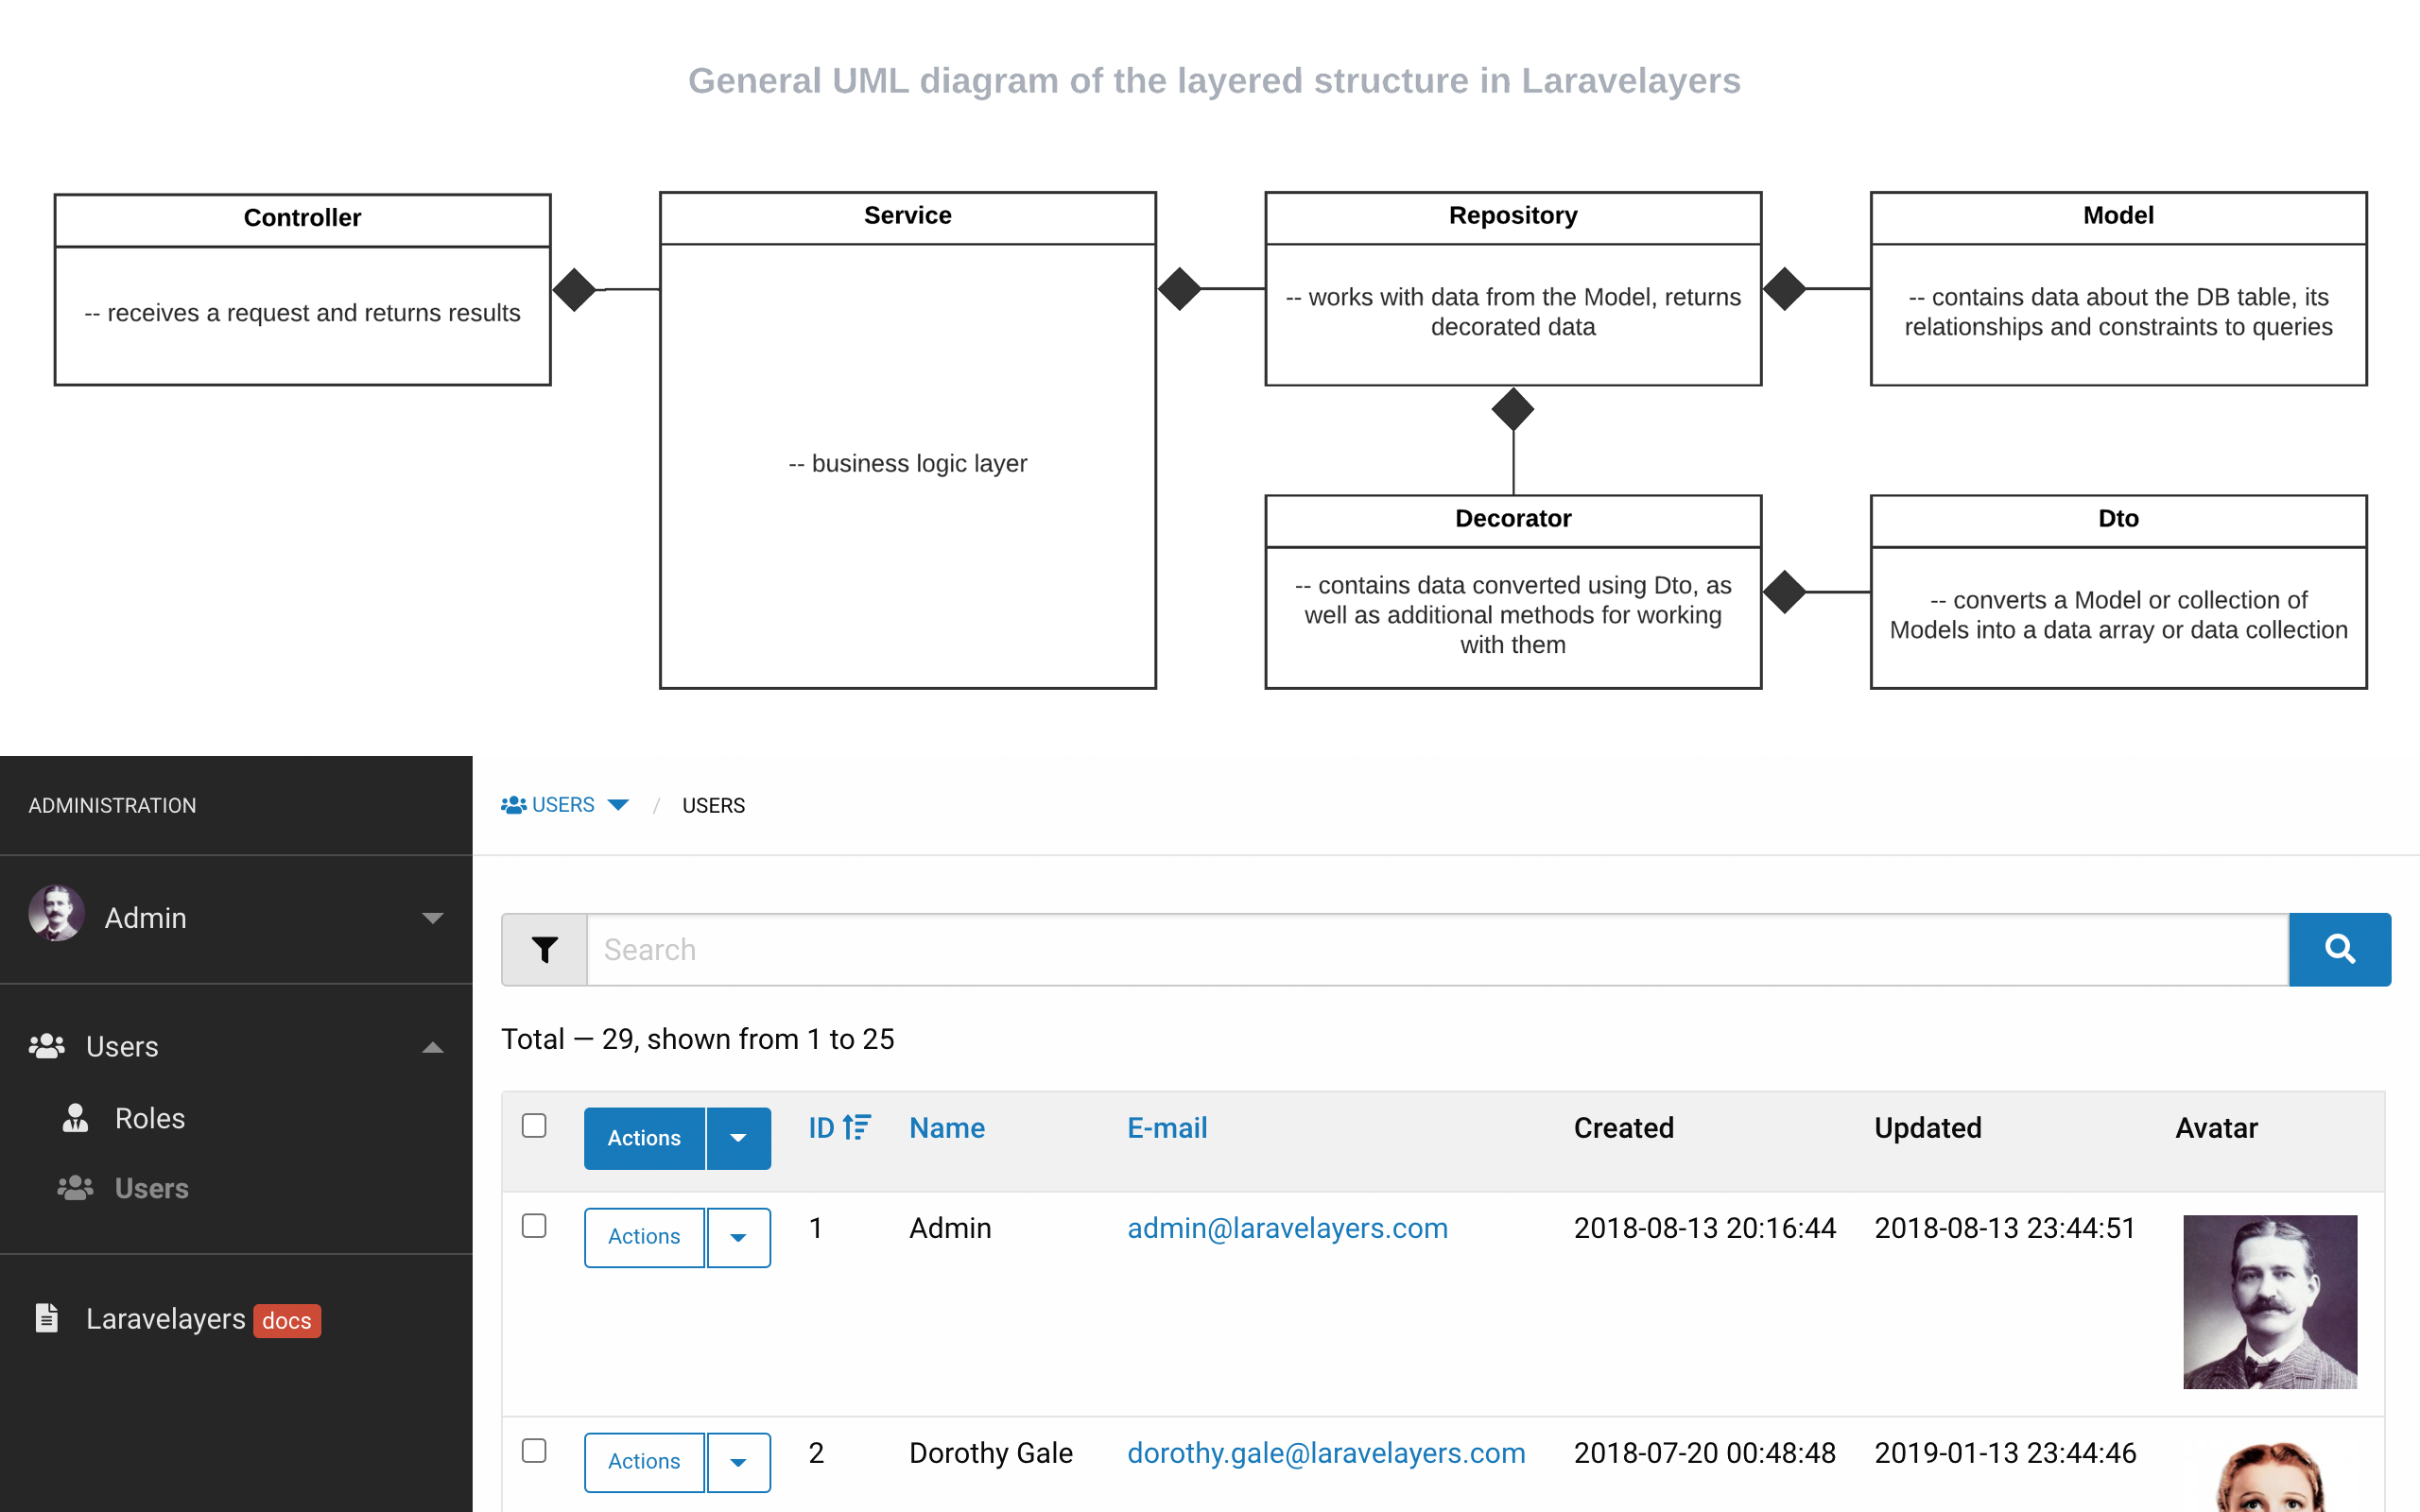 General UML diagram of the layered structure in Laravelayers
Controller
-- receives a request and returns results
Service
-- business logic layer
Repository
-- works with data from the Model, returns
decorated data
Model
-- contains data about the DB table, its
relationships and constraints to queries
Decorator
-- contains data converted using Dto, as
well as additional methods for working
with them
Dto
-- converts a Model or collection of
Models into a data array or data collection
ADMINISTRATION
Admin
Users
Roles
Users
Laravelayers docs
USERS / USERS
Search
Total — 29, shown from 1 to 25
Actions ID Name E-mail Created Updated Avatar
Actions 1 Admin admin@laravelayers.com 2018-08-13 20:16:44 2018-08-13 23:44:51
Actions 2 Dorothy Gale dorothy.gale@laravelayers.com 2018-07-20 00:48:48 2019-01-13 23:44:46